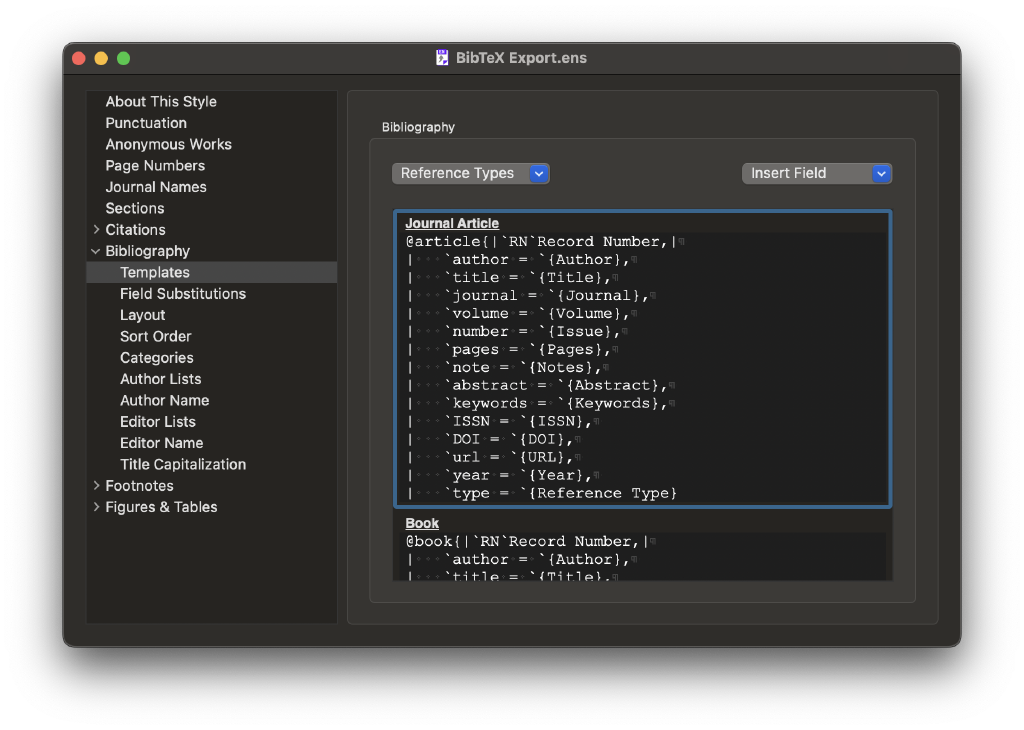 BibTeX Export.ens
About This Style
Punctuation
Anonymous Works
Page Numbers
Journal Names
Sections
> Citations
Bibliography
Templates
Field Substitutions
Layout
Sort Order
Categories
Author Lists
Author Name
Editor Lists
Editor Name
Title Capitalization
> Footnotes
> Figures & Tables
Bibliography
Reference Types
Insert Field
Journal Article
@article{|`RN`Record Number,|¶
|···`author·=·`{Author},¶
|···`title·=·`{Title},¶
|···`journal·=·`{Journal},¶
|···`volume·=·`{Volume},¶
|···`number·=·`{Issue},¶
|···`pages·=·`{Pages},¶
|···`note·=·`{Notes},¶
|···`abstract·=·`{Abstract},¶
|···`keywords·=·`{Keywords},¶
|···`ISSN·=·`{ISSN},¶
|···`DOI·=·`{DOI},¶
|···`url·=·`{URL},¶
|···`year·=·`{Year},¶
|···`type·=·`{Reference Type}
Book
@book{|`RN`Record Number,|¶
|···`author·=·`{Author},¶
|···`title·=·`{Title},¶